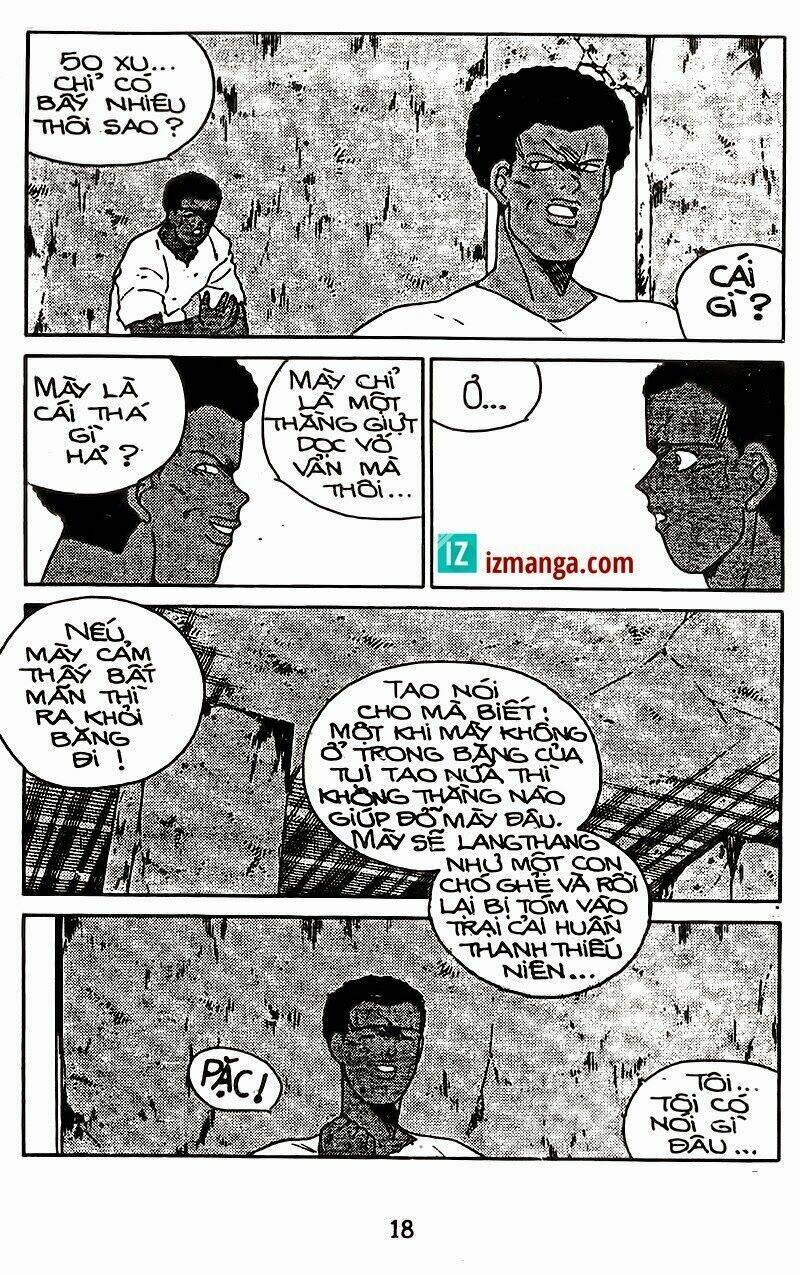 50 XU...
CHỈ CÓ
BẤY NHIÊU
THÔI SAO?
CÁI
GÌ?
MÀY LÀ
CÁI THÁ
GÌ
HẢ?
MÀY CHỈ
LÀ MỘT
THẰNG GIỰT
DỌC VỚ
VẨN MÀ
THÔI...
Ở...
IZ izmanga.com
NẾU
MÀY CẢM
THẤY BẤT
MÃN THÌ
RA KHỎI
BĂNG
ĐI!
TAO NÓI
CHO MÀ BIẾT!
MỘT KHI MÀY KHÔNG
Ở TRONG BĂNG CỦA
TỤI TAO NỮA THÌ
KHÔNG THẰNG NÀO
GIÚP ĐỠ MÀY ĐÂU.
MÀY SẼ LANGTHANG
NHƯ MỘT CON
CHÓ GHẺ VÀ RỒI
LẠI BỊ TÓM VÀO
TRẠI CẢI HUẤN
THANH THIẾU
NIÊN...
PẶC!
TÔI...
TÔI CÓ
NÓI GÌ
ĐÂU...
18